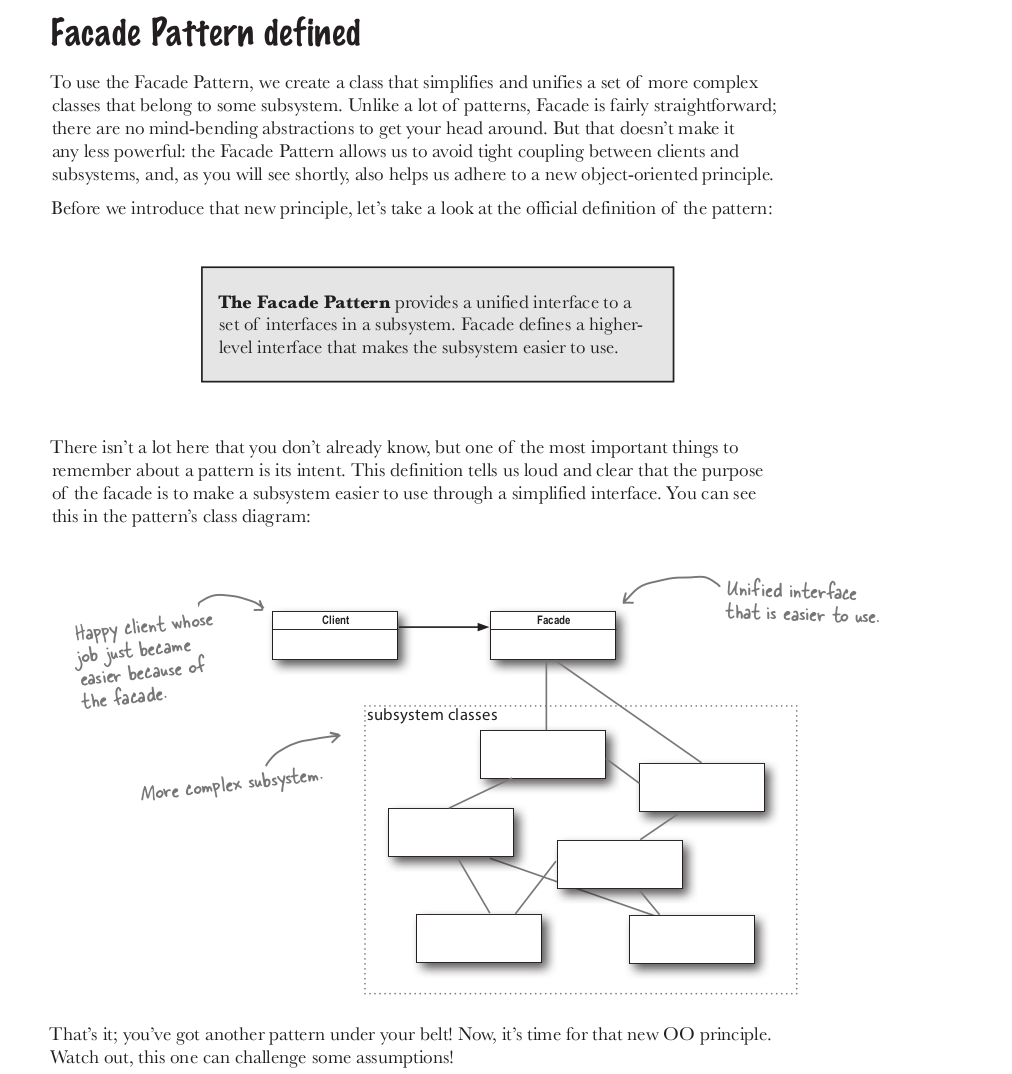 Facade Pattern defined
To use the Facade Pattern, we create a class that simplifies and unifies a set of more complex
classes that belong to some subsystem. Unlike a lot of patterns, Facade is fairly straightforward;
there are no mind-bending abstractions to get your head around. But that doesn’t make it
any less powerful: the Facade Pattern allows us to avoid tight coupling between clients and
subsystems, and, as you will see shortly, also helps us adhere to a new object-oriented principle.
Before we introduce that new principle, let’s take a look at the official definition of the pattern:
The Facade Pattern provides a unified interface to a
set of interfaces in a subsystem. Facade defines a higher-
level interface that makes the subsystem easier to use.
There isn’t a lot here that you don’t already know, but one of the most important things to
remember about a pattern is its intent. This definition tells us loud and clear that the purpose
of the facade is to make a subsystem easier to use through a simplified interface. You can see
this in the pattern’s class diagram:
Happy client whose
job just became
easier because of
the facade.
Client
Facade
Unified interface
that is easier to use.
subsystem classes
More complex subsystem.
That’s it; you’ve got another pattern under your belt! Now, it’s time for that new OO principle.
Watch out, this one can challenge some assumptions!